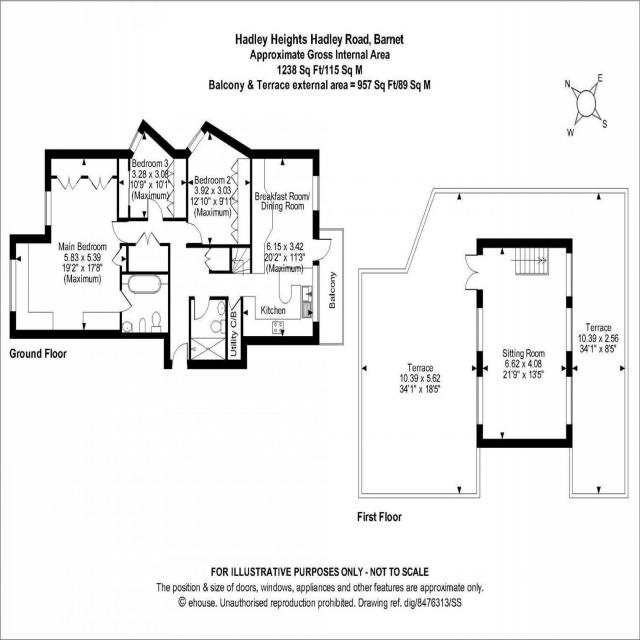 Hadley Heights Hadley Road, Barnet
Approximate Gross Internal Area
1238 Sq Ft/115 Sq M
Balcony & Terrace external area = 957 Sq Ft/89 Sq M
N
E
S
W
Bedroom 3
3.28 x 3.08
10'9" x 10'1"
(Maximum)
Bedroom 2
3.92 x 3.03
12'10" x 9'11"
(Maximum)
Breakfast Room/
Dining Room
6.15 x 3.42
20'2" x 11'3"
(Maximum)
Main Bedroom
5.83 x 5.39
19'2" x 17'8"
(Maximum)
Balcony
Kitchen
Utility C/B
Ground Floor
Terrace
10.39 x 5.62
34'1" x 18'5"
Sitting Room
6.62 x 4.08
21'9" x 13'5"
Terrace
10.39 x 2.56
34'1" x 8'5"
First Floor
FOR ILLUSTRATIVE PURPOSES ONLY - NOT TO SCALE
The position & size of doors, windows, appliances and other features are approximate only.
© ehouse. Unauthorised reproduction prohibited. Drawing ref. dig/8476313/SS